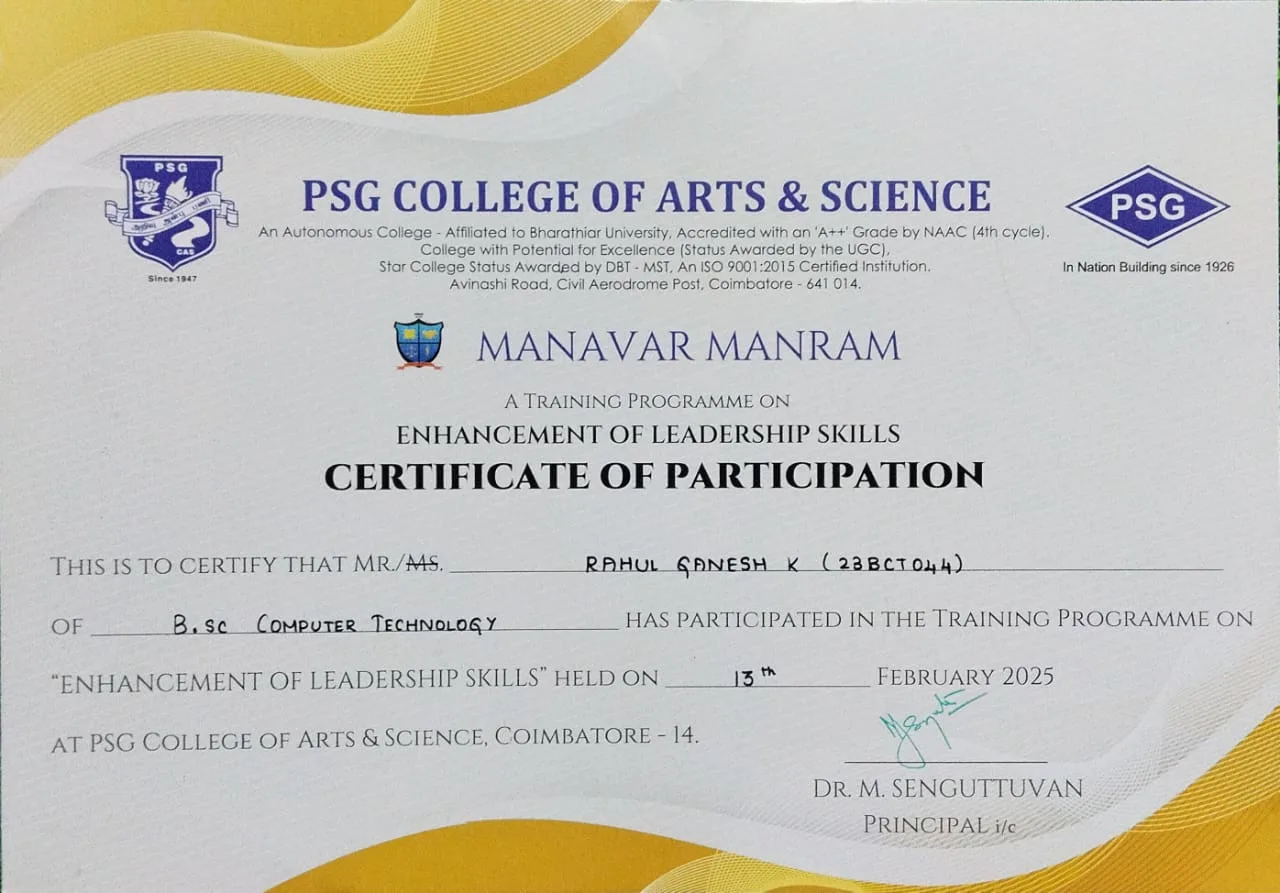 PSG
CAS
Since 1947
PSG COLLEGE OF ARTS & SCIENCE
An Autonomous College - Affiliated to Bharathiar University, Accredited with an 'A++' Grade by NAAC (4th cycle),
College with Potential for Excellence (Status Awarded by the UGC),
Star College Status Awarded by DBT - MST, An ISO 9001:2015 Certified Institution.
Avinashi Road, Civil Aerodrome Post, Coimbatore - 641 014.
PSG
In Nation Building since 1926
MANAVAR MANRAM
A TRAINING PROGRAMME ON
ENHANCEMENT OF LEADERSHIP SKILLS
CERTIFICATE OF PARTICIPATION
THIS IS TO CERTIFY THAT MR./MS. RAHUL GANESH K (23BCT044)
OF B.SC COMPUTER TECHNOLOGY HAS PARTICIPATED IN THE TRAINING PROGRAMME ON
“ENHANCEMENT OF LEADERSHIP SKILLS” HELD ON 13th FEBRUARY 2025
AT PSG COLLEGE OF ARTS & SCIENCE, COIMBATORE - 14.
DR. M. SENGUTTUVAN
PRINCIPAL i/c